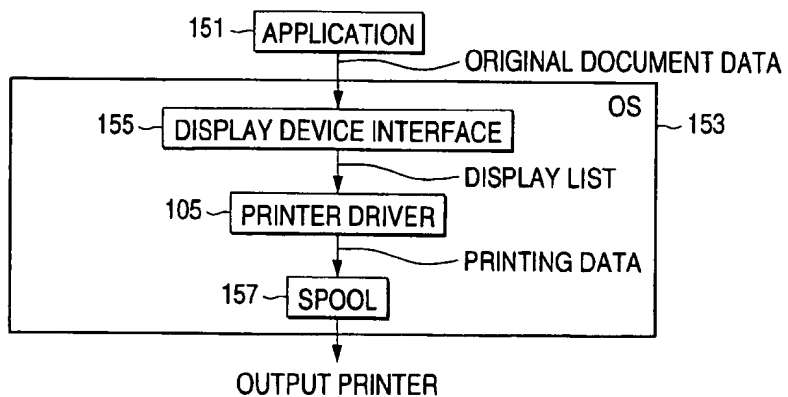 151 APPLICATION
ORIGINAL DOCUMENT DATA
OS
155 DISPLAY DEVICE INTERFACE
153
DISPLAY LIST
105 PRINTER DRIVER
PRINTING DATA
157 SPOOL
OUTPUT PRINTER